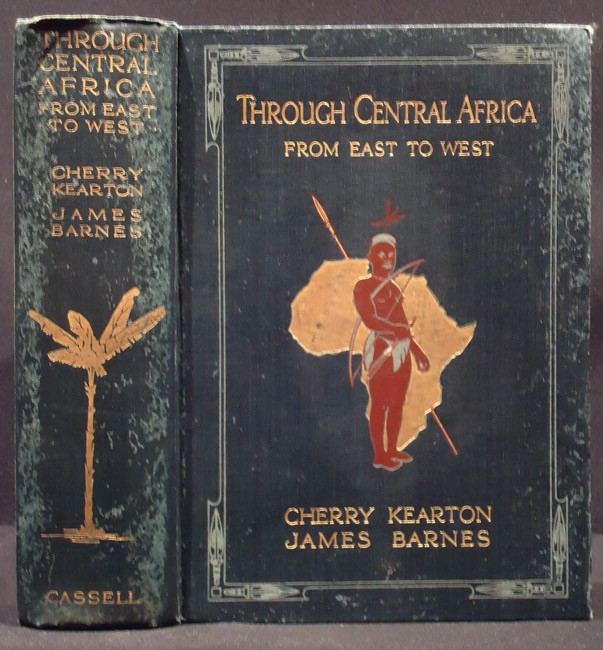 THROUGH
CENTRAL
AFRICA
FROM EAST
TO WEST
CHERRY
KEARTON
JAMES
BARNES
CASSELL
THROUGH CENTRAL AFRICA
FROM EAST TO WEST
CHERRY KEARTON
JAMES BARNES